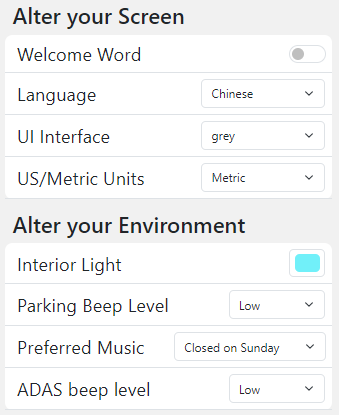 Alter your Screen
Welcome Word
Language Chinese
UI Interface grey
US/Metric Units Metric
Alter your Environment
Interior Light
Parking Beep Level Low
Preferred Music Closed on Sunday
ADAS beep level Low